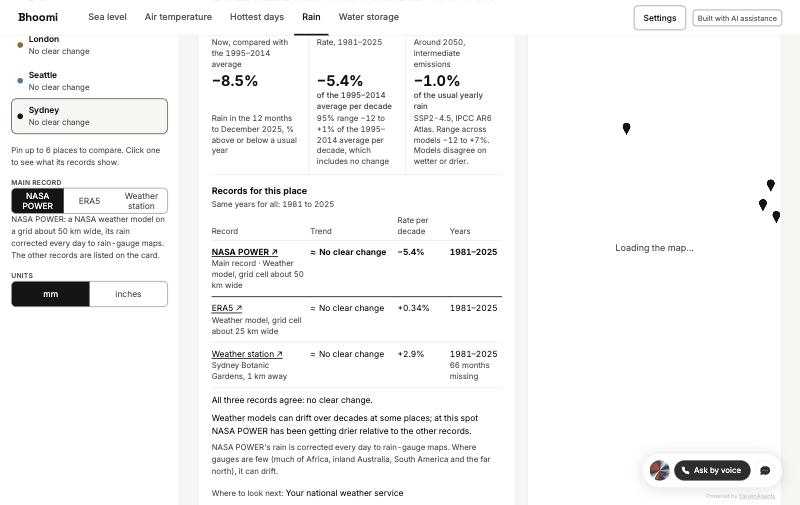 Bhoomi
Sea level
Air temperature
Hottest days
Rain
Water storage
Settings
Built with AI assistance
London
No clear change
Seattle
No clear change
Sydney
No clear change
Pin up to 6 places to compare. Click one
to see what its records show.
MAIN RECORD
NASA
POWER
ERA5
Weather
station
NASA POWER: a NASA weather model on
a grid about 50 km wide, its rain
corrected every day to rain-gauge maps.
The other records are listed on the card.
UNITS
mm
inches
Now, compared with
the 1995–2014
average
−8.5%
Rain in the 12 months
to December 2025, %
above or below a usual
year
Rate, 1981–2025
−5.4%
of the 1995–2014
average per decade
95% range −12 to
+1% of the 1995–
2014 average per
decade, which
includes no change
Around 2050,
intermediate
emissions
−1.0%
of the usual yearly
rain
SSP2-4.5, IPCC AR6
Atlas. Range across
models −12 to +7%.
Models disagree on
wetter or drier.
Records for this place
Same years for all: 1981 to 2025
Record
Trend
Rate per
decade
Years
NASA POWER ↗
≈ No clear change
−5.4%
1981–2025
Main record · Weather
model, grid cell about 50
km wide
ERA5 ↗
≈ No clear change
+0.34%
1981–2025
Weather model, grid cell
about 25 km wide
Weather station ↗
≈ No clear change
+2.9%
1981–2025
Sydney Botanic
Gardens, 1 km away
66 months
missing
All three records agree: no clear change.
Weather models can drift over decades at some places; at this spot
NASA POWER has been getting drier relative to the other records.
NASA POWER's rain is corrected every day to rain-gauge maps. Where
gauges are few (much of Africa, inland Australia, South America and the far
north), it can drift.
Where to look next: Your national weather service
Loading the map...
Ask by voice
Powered by ElevenAgents